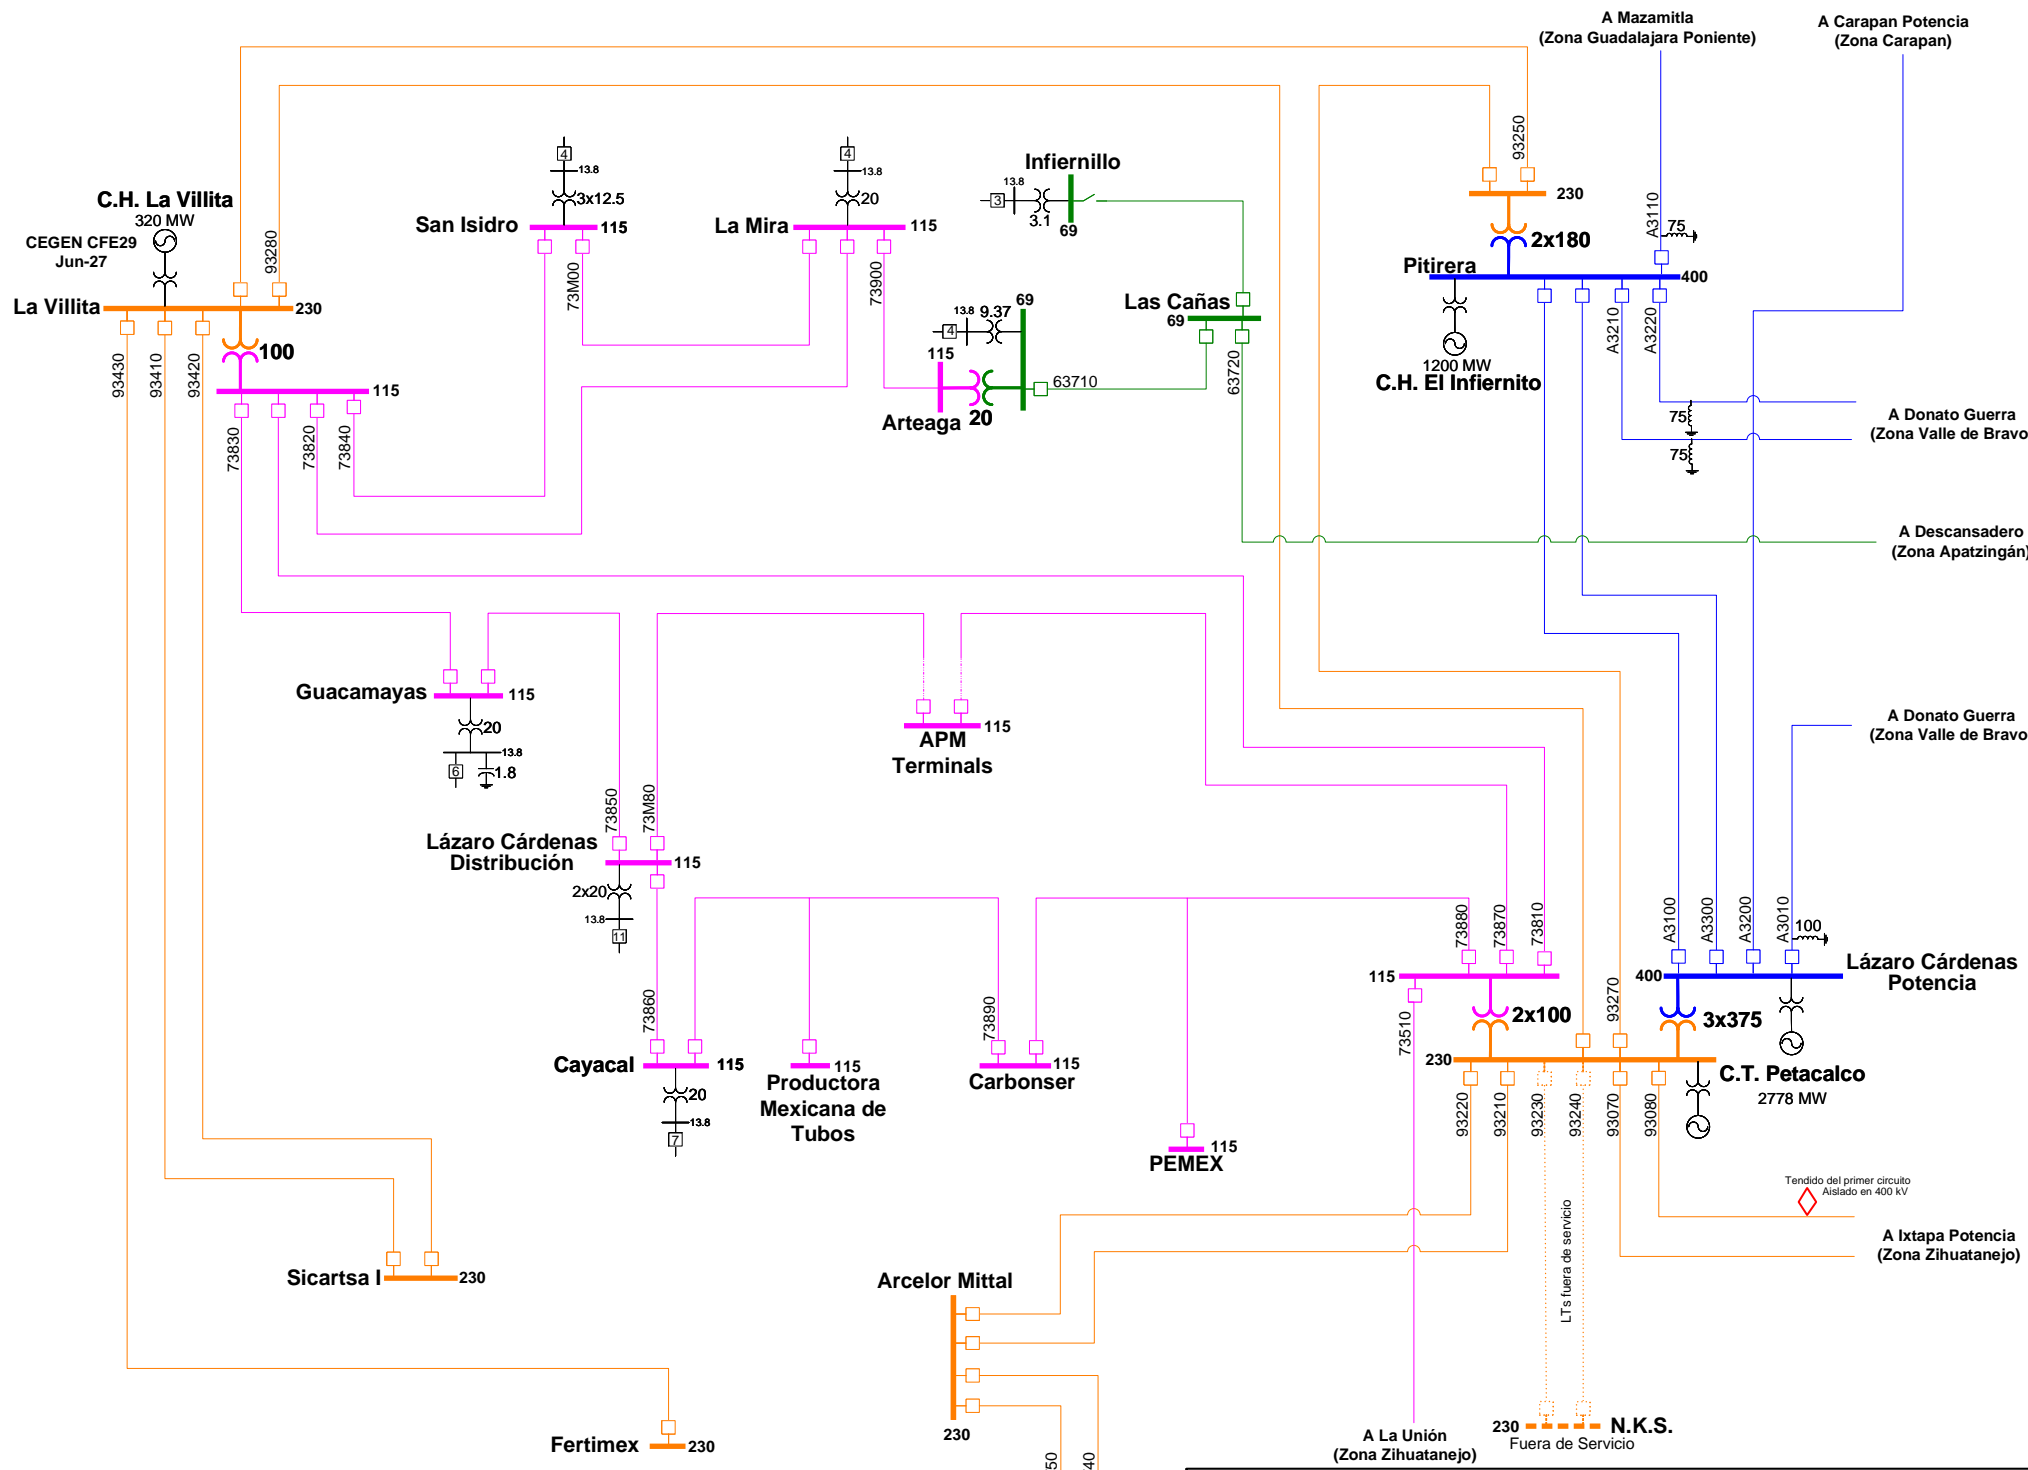 A Mazamitla
(Zona Guadalajara Poniente)
A Carapan Potencia
(Zona Carapan)
93250
A3110
75
230
2x180
Pitirera
400
A3210
A3220
1200 MW
C.H. El Infiernito
75
75
A Donato Guerra
(Zona Valle de Bravo
C.H. La Villita
320 MW
CEGEN CFE29
Jun-27
93280
La Villita
230
93430
93410
93420
100
115
73830
73820
73840
4
13.8
3x12.5
San Isidro
115
73M00
4
13.8
20
La Mira
115
73900
Infiernillo
13.8
3
3.1
69
Las Cañas
69
63720
69
13.8
9.37
4
115
63710
Arteaga
20
A Descansadero
(Zona Apatzingán)
Guacamayas
115
20
13.8
6
1.8
APM
Terminals
115
A Donato Guerra
(Zona Valle de Bravo
73850
73M80
Lázaro Cárdenas
Distribución
115
2x20
13.8
11
73860
73890
Cayacal
115
20
13.8
7
115
Productora
Mexicana de
Tubos
115
Carbonser
115
PEMEX
73880
73870
73810
115
73510
2x100
93270
A3100
A3300
A3200
A3010
100
400
Lázaro Cárdenas
Potencia
3x375
230
C.T. Petacalco
2778 MW
93220
93210
93230
93240
93070
93080
LTs fuera de servicio
Tendido del primer circuito
Aislado en 400 kV
A Ixtapa Potencia
(Zona Zihuatanejo)
Sicartsa I
230
Arcelor Mittal
230
50
40
Fertimex
230
A La Unión
(Zona Zihuatanejo)
230
N.K.S.
Fuera de Servicio